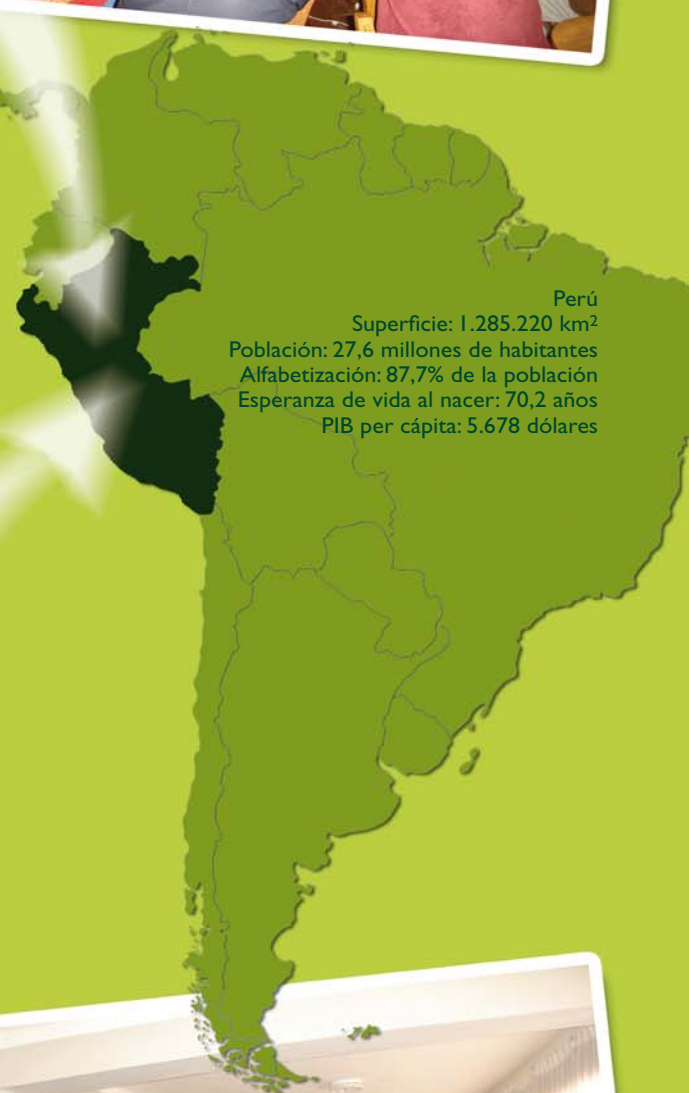 Perú
Superficie: 1.285.220 km²
Población: 27,6 millones de habitantes
Alfabetización: 87,7% de la población
Esperanza de vida al nacer: 70,2 años
PIB per cápita: 5.678 dólares